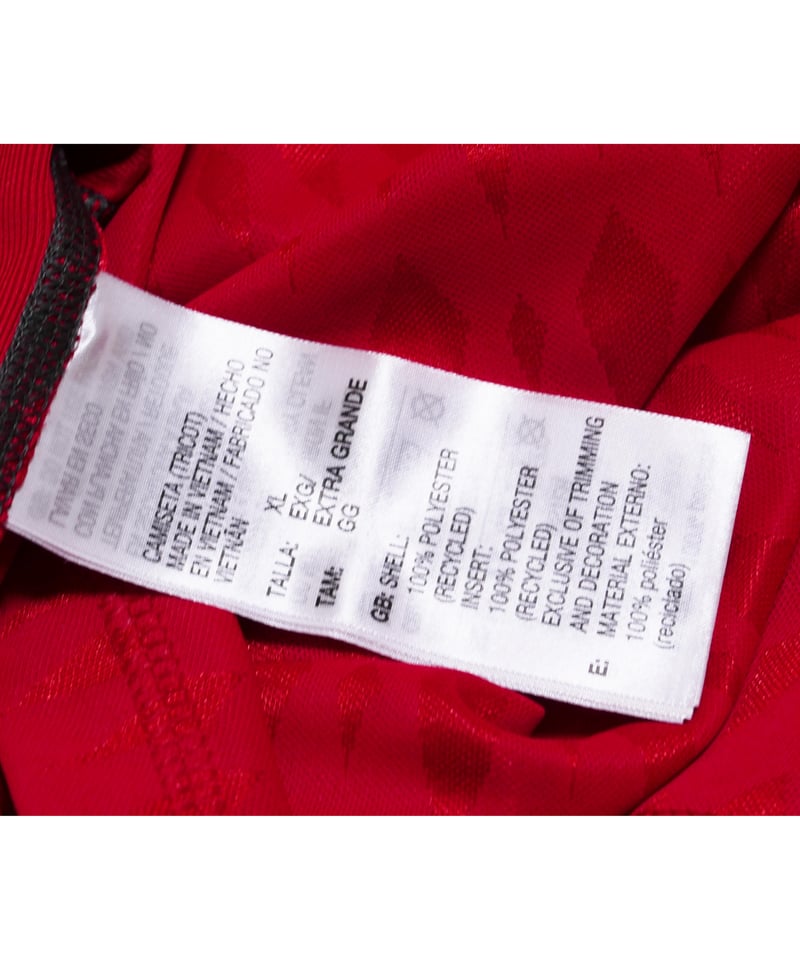 CAMISETA (TRICOT)
MADE IN VIETNAM / HECHO
EN VIETNAM / FABRICADO NO
VIETNÃ
XL
TALLA: EXG/
EXTRA GRANDE
TAM: GG
GB: SHELL:
100% POLYESTER
(RECYCLED)
INSERT:
100% POLYESTER
(RECYCLED)
EXCLUSIVE OF TRIMMING
AND DECORATION
E: MATERIAL EXTERNO:
100% poliéster
(reciclado)